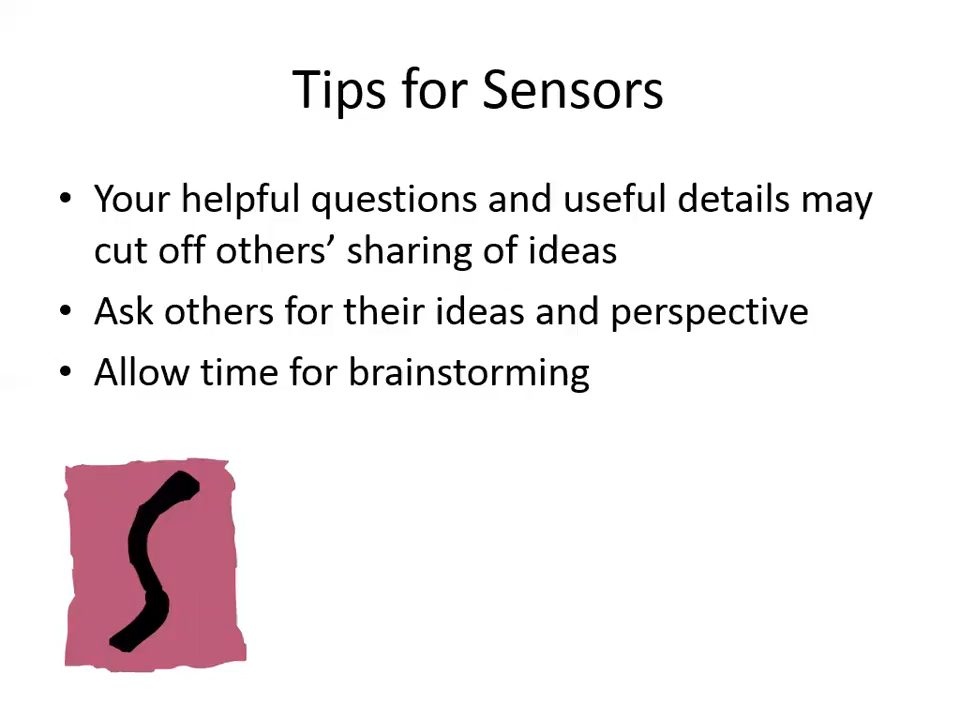 Tips for Sensors
• Your helpful questions and useful details may
cut off others’ sharing of ideas
• Ask others for their ideas and perspective
• Allow time for brainstorming
S